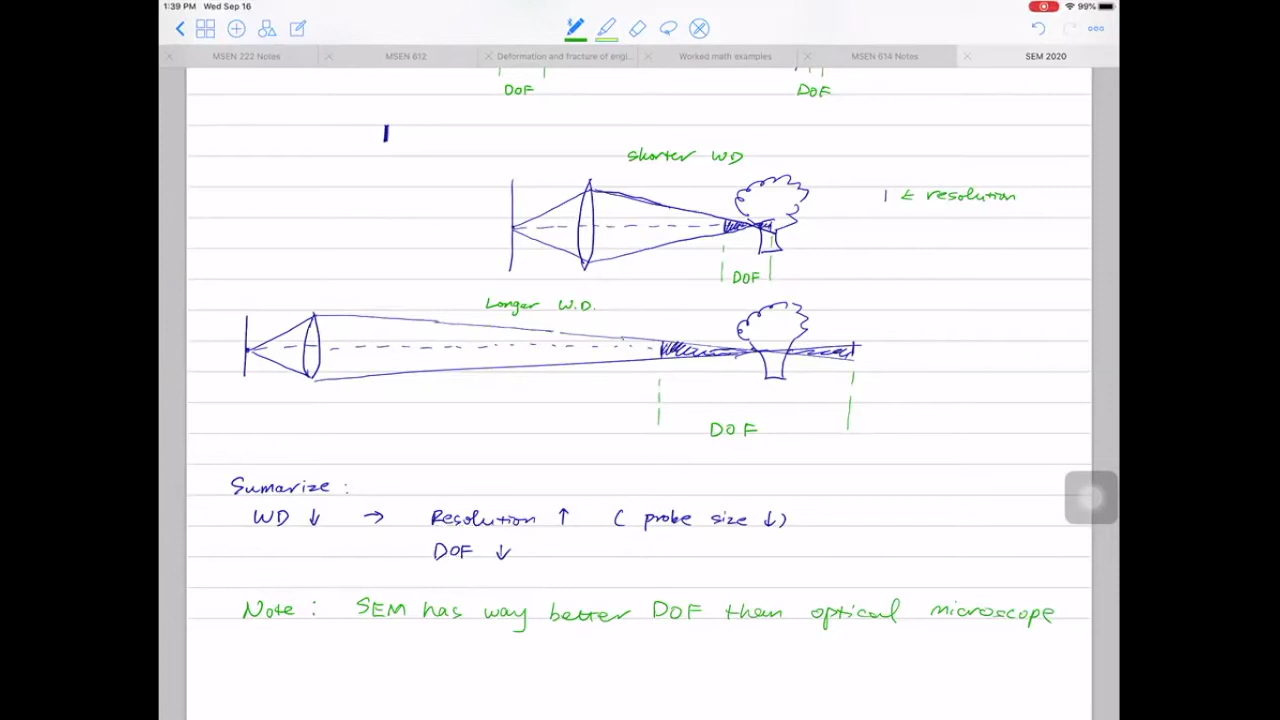 1:39 PM Wed Sep 16
99%
MSEN 222 Notes
MSEN 612
Deformation and fracture of engi...
Worked math examples
MSEN 614 Notes
SEM 2020
DOF
DOF
shorter WD
I ← resolution
DOF
Longer W.D.
DOF
Sumarize :
WD ↓ → Resolution ↑ ( probe size ↓)
DOF ↓
Note : SEM has way better DOF than optical microscope